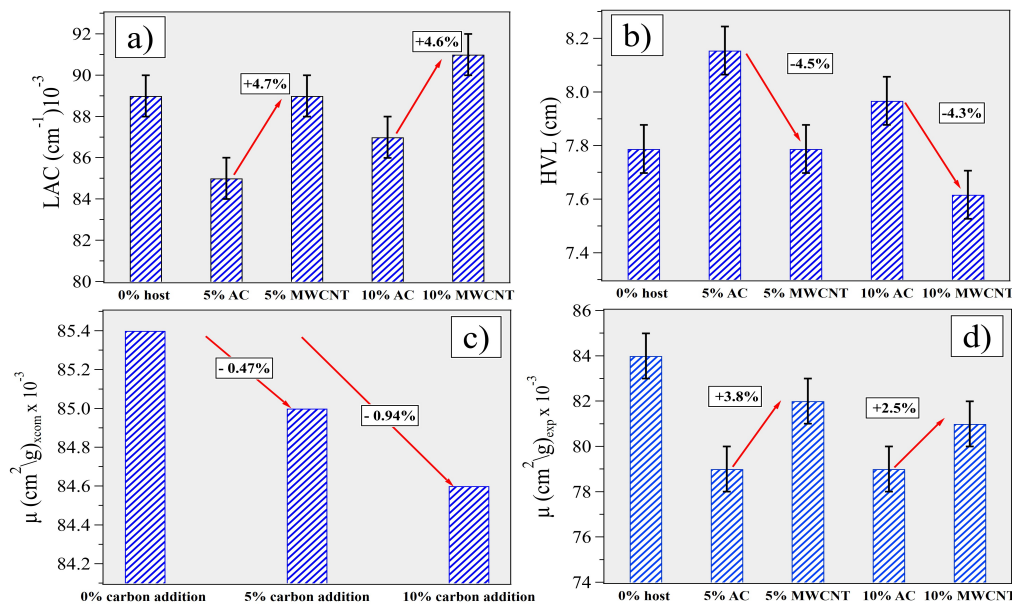 a)
LAC (cm⁻¹)10⁻³
92
90
88
86
84
82
80
+4.7%
+4.6%
0% host 5% AC 5% MWCNT 10% AC 10% MWCNT
b)
HVL (cm)
8.2
8.0
7.8
7.6
7.4
-4.5%
-4.3%
0% host 5% AC 5% MWCNT 10% AC 10% MWCNT
c)
μ (cm²\g)xcom x 10⁻³
85.4
85.2
85.0
84.8
84.6
84.4
84.2
- 0.47%
- 0.94%
0% carbon addition 5% carbon addition 10% carbon addition
d)
μ (cm²\g)exp x 10⁻³
86
84
82
80
78
76
74
+3.8%
+2.5%
0% host 5% AC 5% MWCNT 10% AC 10% MWCNT